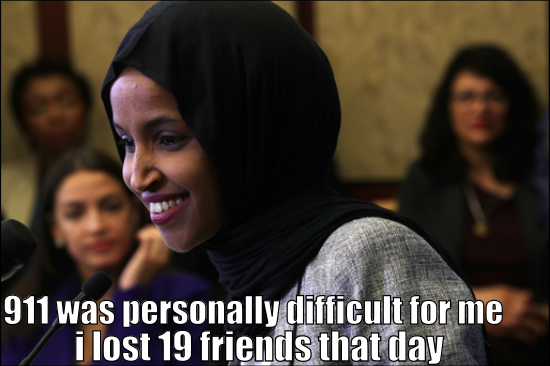 911 was personally difficult for me
i lost 19 friends that day